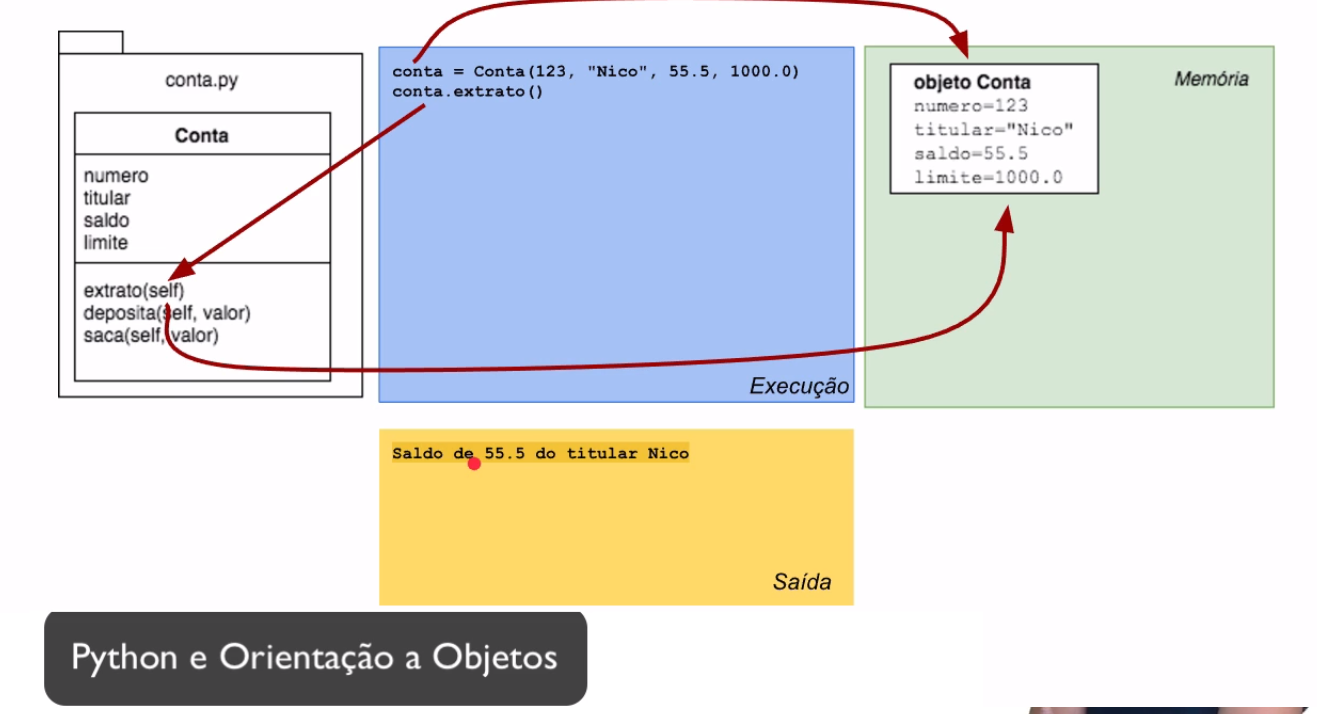 conta.py
Conta
numero
titular
saldo
limite
extrato(self)
deposita(self, valor)
saca(self, valor)
conta = Conta(123, "Nico", 55.5, 1000.0)
conta.extrato()
Execução
objeto Conta
numero=123
titular="Nico"
saldo=55.5
limite=1000.0
Memória
Saldo de 55.5 do titular Nico
Saída
Python e Orientação a Objetos